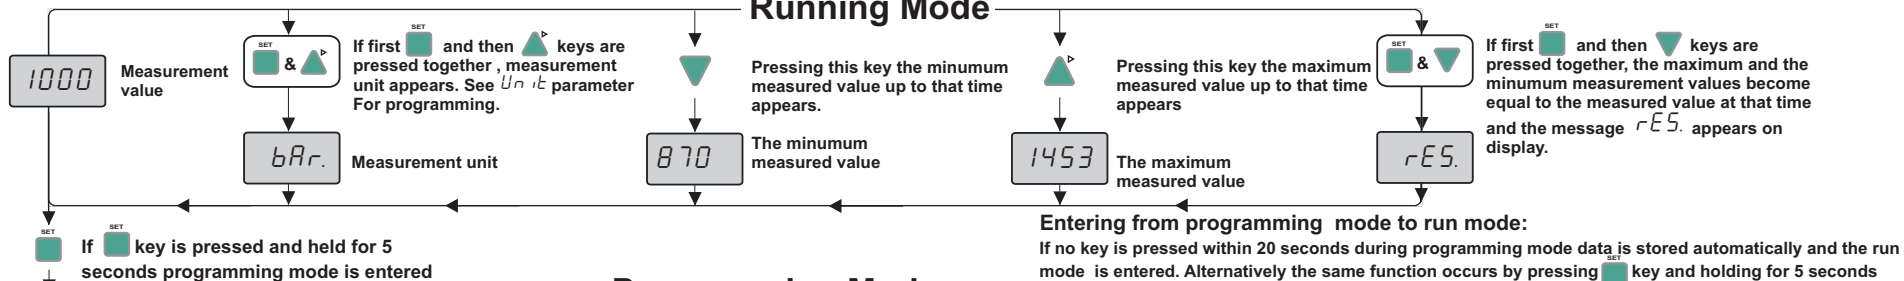 Running Mode
1000
Measurement
value
SET
&
If first SET and then keys are
pressed together , measurement
unit appears. See Unit parameter
For programming.
bAr.
Measurement unit
Pressing this key the minumum
measured value up to that time
appears.
870
The minumum
measured value
Pressing this key the maximum
measured value up to that time
appears
1453
The maximum
measured value
SET
&
If first SET and then keys are
pressed together, the maximum and the
minumum measurement values become
equal to the measured value at that time
and the message rES. appears on
display.
rES.
SET
If SET key is pressed and held for 5
seconds programming mode is entered
Entering from programming mode to run mode:
If no key is pressed within 20 seconds during programming mode data is stored automatically and the run
mode is entered. Alternatively the same function occurs by pressing SET key and holding for 5 seconds